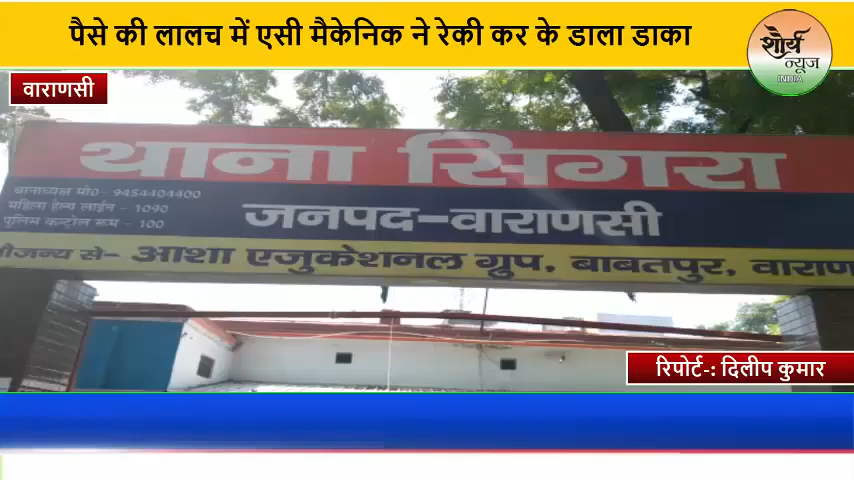 पैसे की लालच में एसी मैकेनिक ने रेकी कर के डाला डाका
शौर्य
न्यूज
INDIA
वाराणसी
थाना सिगरा
थानाध्यक्ष मो0- 9454404400
महिला हेल्प लाईन - 1090
पुलिस कन्ट्रोल रूम - 100
जनपद-वाराणसी
से- आशा एजुकेशनल ग्रुप, बाबतपुर,
रिपोर्ट-: दिलीप कुमार